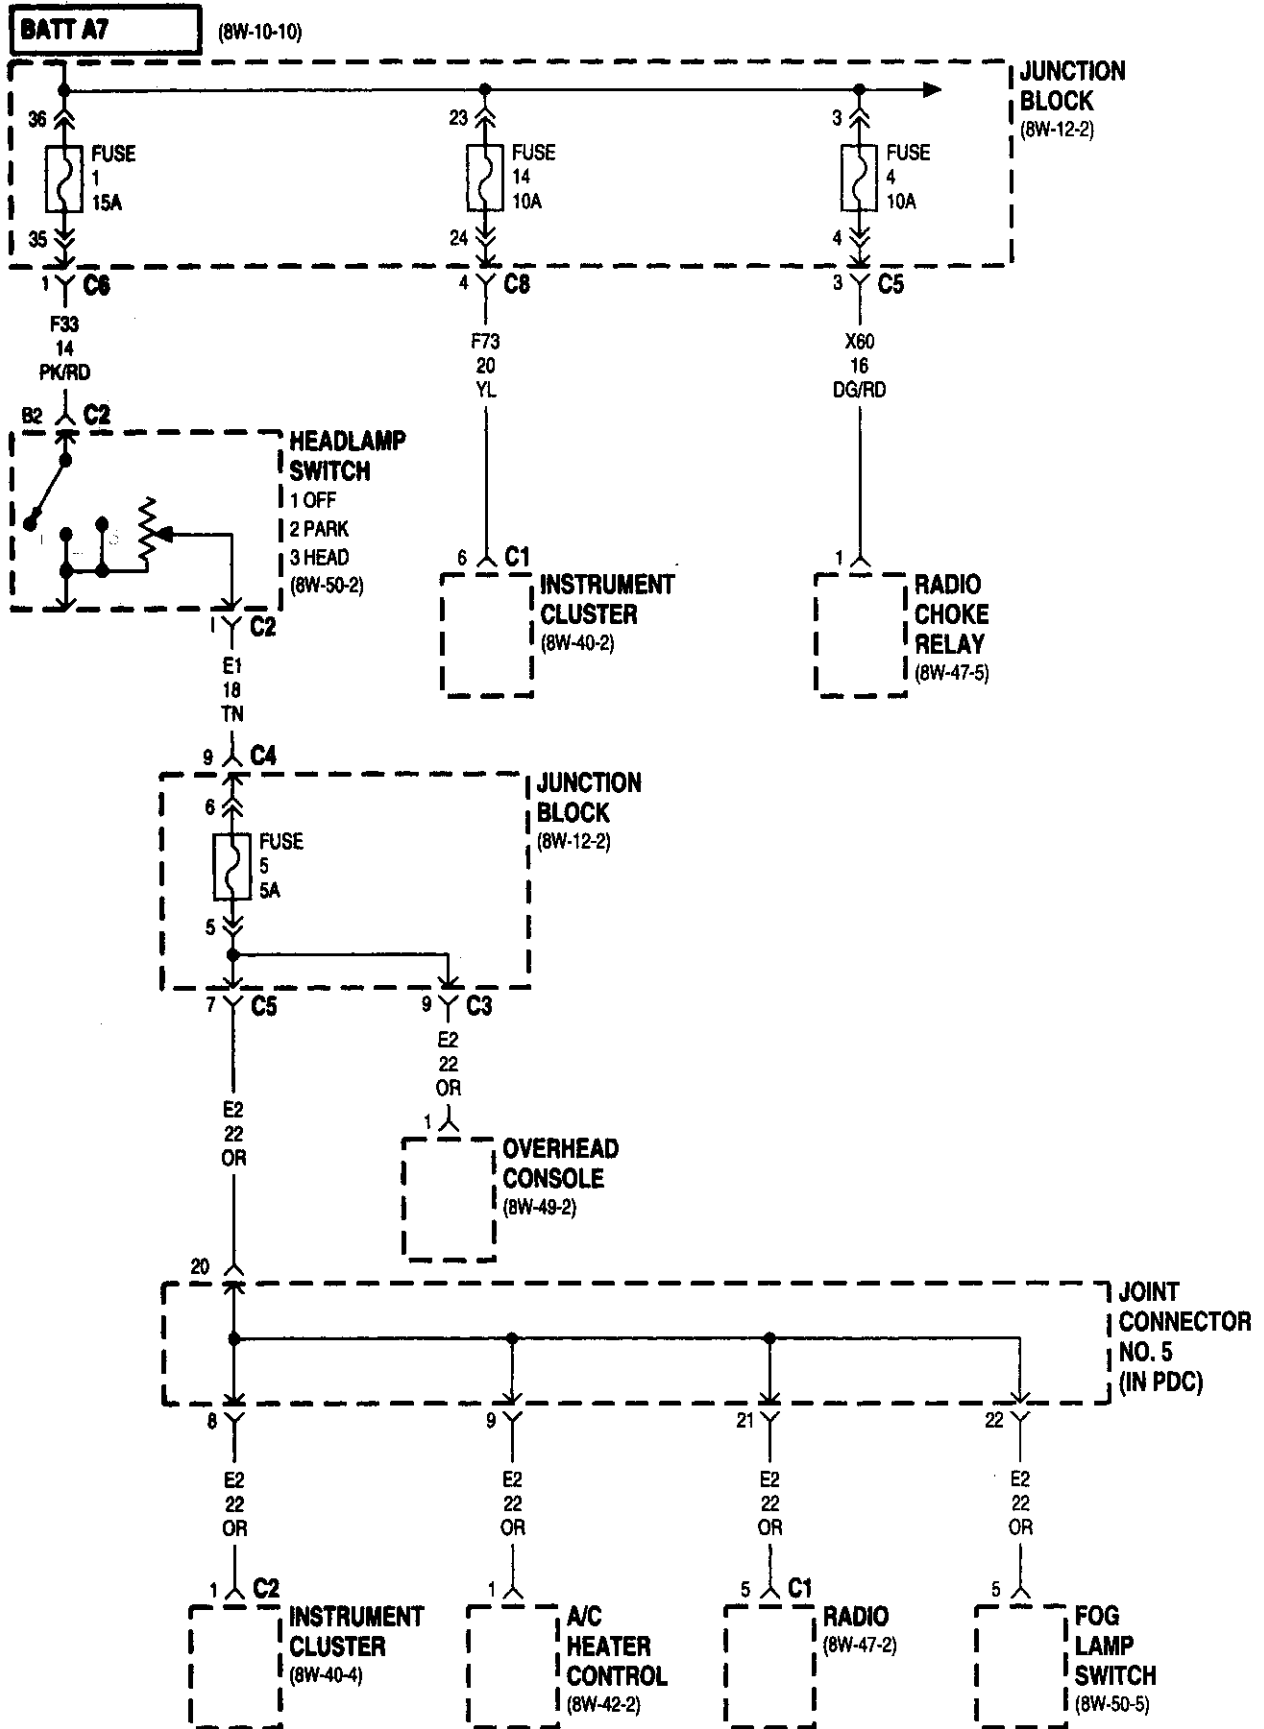 BATT A7
(8W-10-10)
JUNCTION
BLOCK
(8W-12-2)
36
FUSE
1
15A
35
23
FUSE
14
10A
24
3
FUSE
4
10A
4
1 C6
4 C8
3 C5
F33
14
PK/RD
F73
20
YL
X60
16
DG/RD
B2 C2
HEADLAMP
SWITCH
1 OFF
2 PARK
3 HEAD
(8W-50-2)
6 C1
INSTRUMENT
CLUSTER
(8W-40-2)
1
RADIO
CHOKE
RELAY
(8W-47-5)
C2
E1
18
TN
9 C4
JUNCTION
BLOCK
(8W-12-2)
6
FUSE
5
5A
5
7 C5
9 C3
E2
22
OR
E2
22
OR
1
OVERHEAD
CONSOLE
(8W-49-2)
20
JOINT
CONNECTOR
NO. 5
(IN PDC)
8
9
21
22
E2
22
OR
E2
22
OR
E2
22
OR
E2
22
OR
1 C2
INSTRUMENT
CLUSTER
(8W-40-4)
1
A/C
HEATER
CONTROL
(8W-42-2)
5 C1
RADIO
(8W-47-2)
5
FOG
LAMP
SWITCH
(8W-50-5)